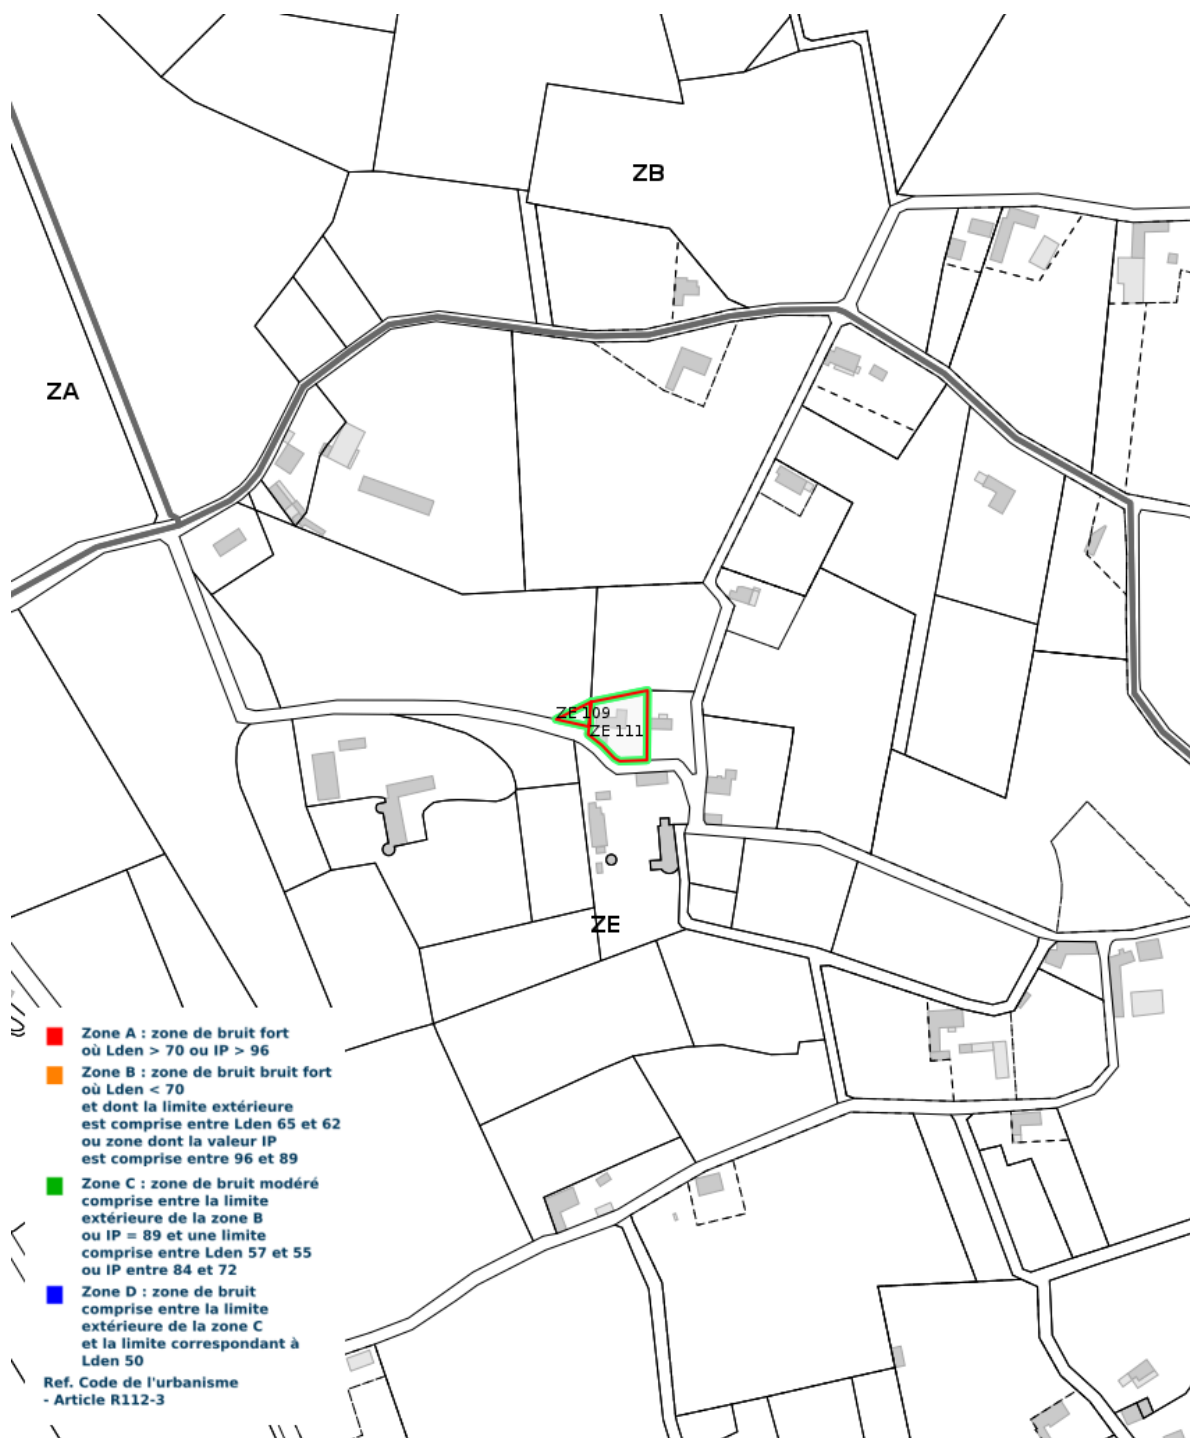 ZB
ZA
ZE 109
ZE 111
ZE
Zone A : zone de bruit fort
où Lden > 70 ou IP > 96
Zone B : zone de bruit bruit fort
où Lden < 70
et dont la limite extérieure
est comprise entre Lden 65 et 62
ou zone dont la valeur IP
est comprise entre 96 et 89
Zone C : zone de bruit modéré
comprise entre la limite
extérieure de la zone B
ou IP = 89 et une limite
comprise entre Lden 57 et 55
ou IP entre 84 et 72
Zone D : zone de bruit
comprise entre la limite
extérieure de la zone C
et la limite correspondant à
Lden 50
Ref. Code de l'urbanisme
- Article R112-3